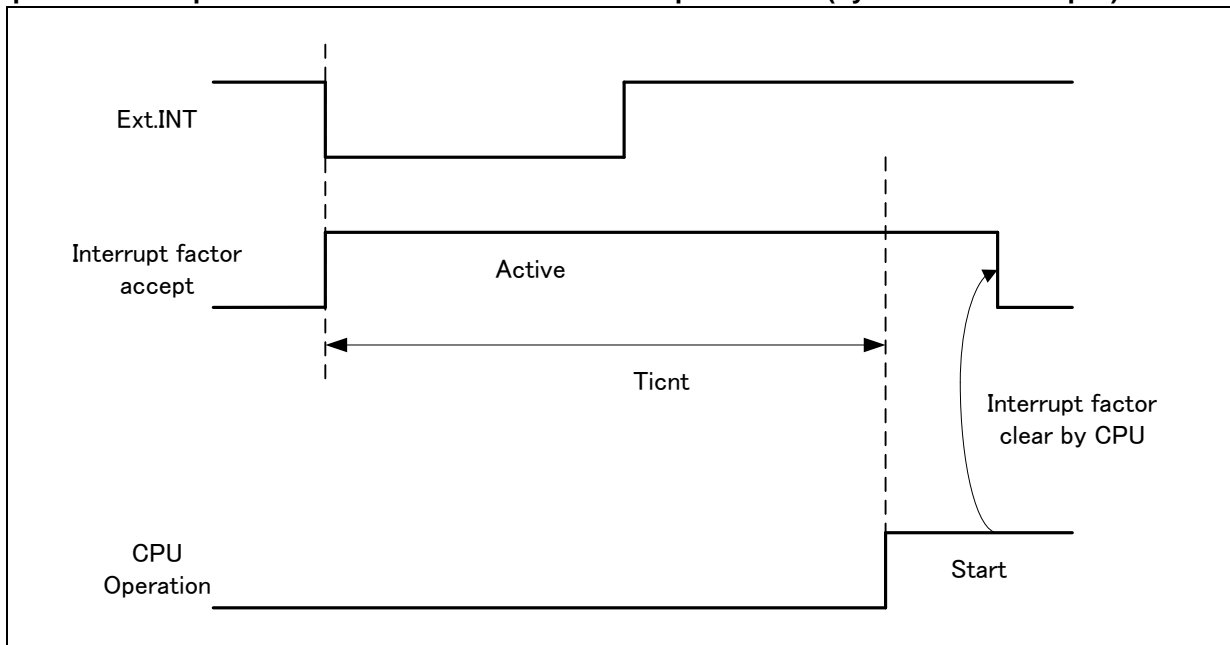 Ext.INT
Interrupt factor
accept
Active
Ticnt
Interrupt factor
clear by CPU
CPU
Operation
Start